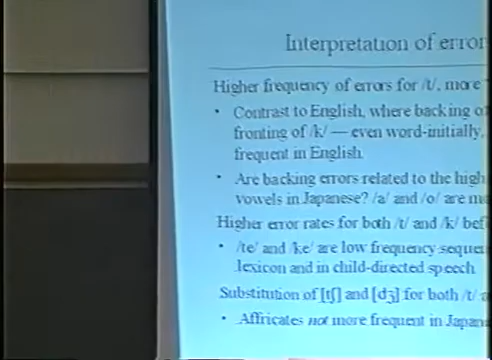 Interpretation of error
Higher frequency of errors for /t/, more
• Contrast to English, where backing o
fronting of /k/ — even word-initially,
frequent in English
• Are backing errors related to the high
vowels in Japanese? /a/ and /o/ are m
Higher error rates for both /t/ and /k/ bef
• /te/ and /ke/ are low frequency sequen
lexicon and in child-directed speech
Substitution of [tʃ] and [dʒ] for both /t/ a
• Affricates not more frequent in Japan